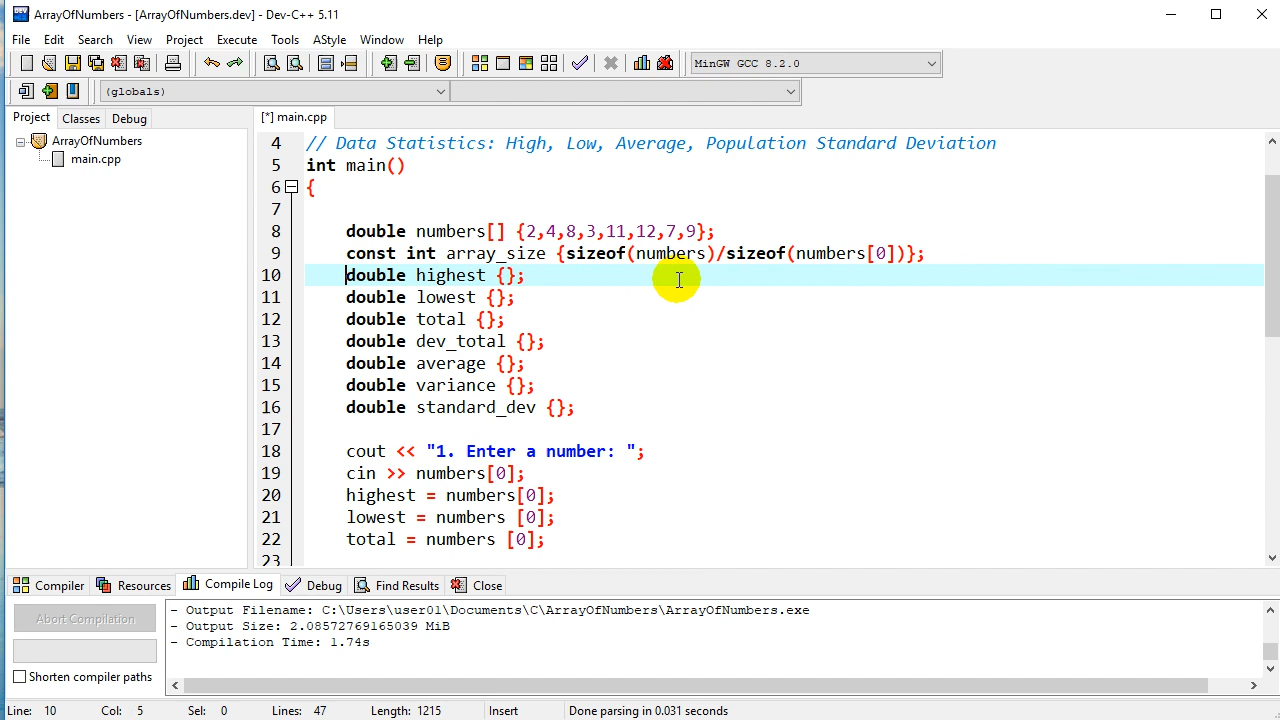 ArrayOfNumbers - [ArrayOfNumbers.dev] - Dev-C++ 5.11
File Edit Search View Project Execute Tools AStyle Window Help
MinGW GCC 8.2.0
(globals)
Project Classes Debug
[*] main.cpp
ArrayOfNumbers
main.cpp
4 // Data Statistics: High, Low, Average, Population Standard Deviation
5 int main()
6 {
7
8 double numbers[] {2,4,8,3,11,12,7,9};
9 const int array_size {sizeof(numbers)/sizeof(numbers[0])};
10 double highest {};
11 double lowest {};
12 double total {};
13 double dev_total {};
14 double average {};
15 double variance {};
16 double standard_dev {};
17
18 cout << "1. Enter a number: ";
19 cin >> numbers[0];
20 highest = numbers[0];
21 lowest = numbers [0];
22 total = numbers [0];
23
Compiler Resources Compile Log Debug Find Results Close
Abort Compilation
Shorten compiler paths
- Output Filename: C:\Users\user01\Documents\C\ArrayOfNumbers\ArrayOfNumbers.exe
- Output Size: 2.08572769165039 MiB
- Compilation Time: 1.74s
Line: 10 Col: 5 Sel: 0 Lines: 47 Length: 1215 Insert Done parsing in 0.031 seconds